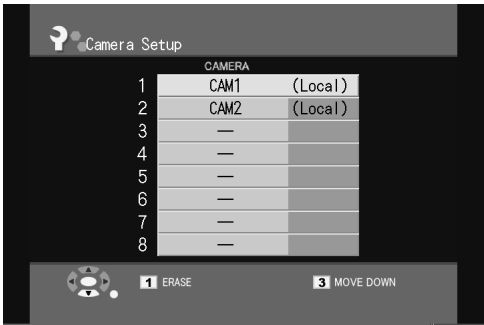 Camera Setup
CAMERA
1 CAM1 (Local)
2 CAM2 (Local)
3 —
4 —
5 —
6 —
7 —
8 —
1 ERASE 3 MOVE DOWN